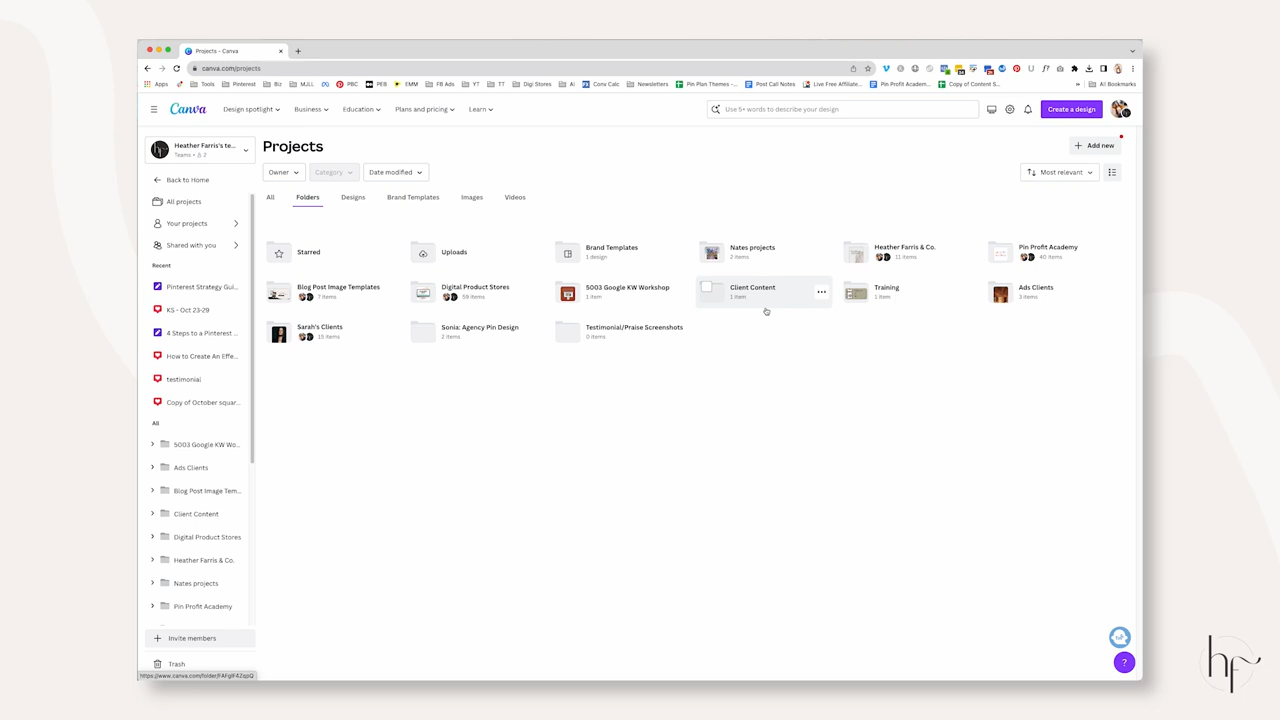 Projects - Canva
canva.com/projects
Apps Tools Pinterest Biz MJLL PBC PEB EMM FB Ads YT TT Digi Stores AI Conv Calc Newsletters Pin Plan Themes -... Post Call Notes Live Free Affiliate... Pin Profit Academ... Copy of Content S... » AI Bookmarks
Canva Design spotlight Business Education Plans and pricing Learn Use 5+ words to describe your design Create a design
hf Heather Farris's te...
Teams • 2
Projects
Add new
Owner Category Date modified Most relevant
All Folders Designs Brand Templates Images Videos
Back to Home
All projects
Your projects
Shared with you
Recent
Pinterest Strategy Gui...
KS - Oct 23-29
4 Steps to a Pinterest ...
How to Create An Effe...
testimonial
Copy of October squar...
All
5003 Google KW Wo...
Ads Clients
Blog Post Image Tem...
Client Content
Digital Product Stores
Heather Farris & Co.
Nates projects
Pin Profit Academy
Invite members
Trash
Starred
Uploads
Brand Templates
1 design
Nates projects
2 items
Heather Farris & Co.
11 items
Pin Profit Academy
40 items
Blog Post Image Templates
7 items
Digital Product Stores
59 items
5003 Google KW Workshop
1 item
Client Content
1 item
Training
1 item
Ads Clients
3 items
Sarah's Clients
15 items
Sonia: Agency Pin Design
2 items
Testimonial/Praise Screenshots
0 items
?
https://www.canva.com/folder/FAFgIF4ZqpQ
hf